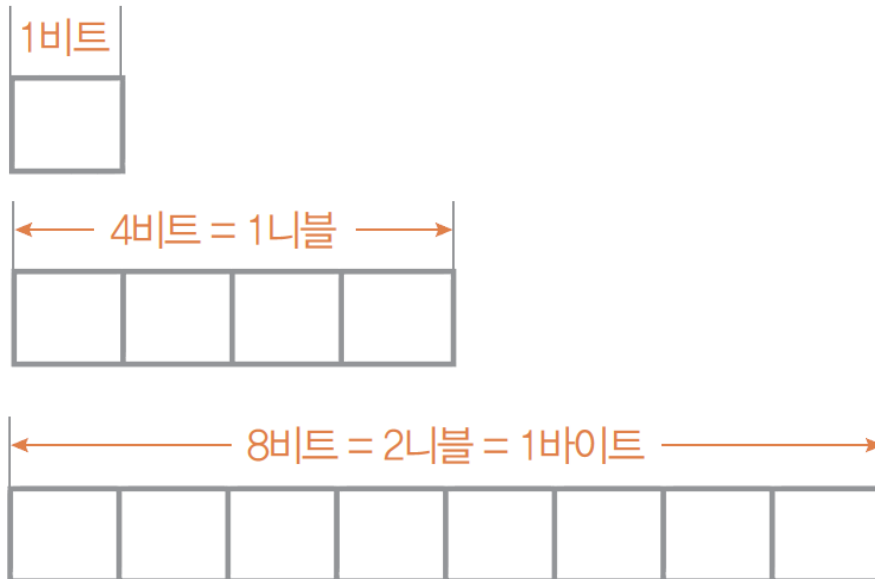 1비트
4비트 = 1니블
8비트 = 2니블 = 1바이트